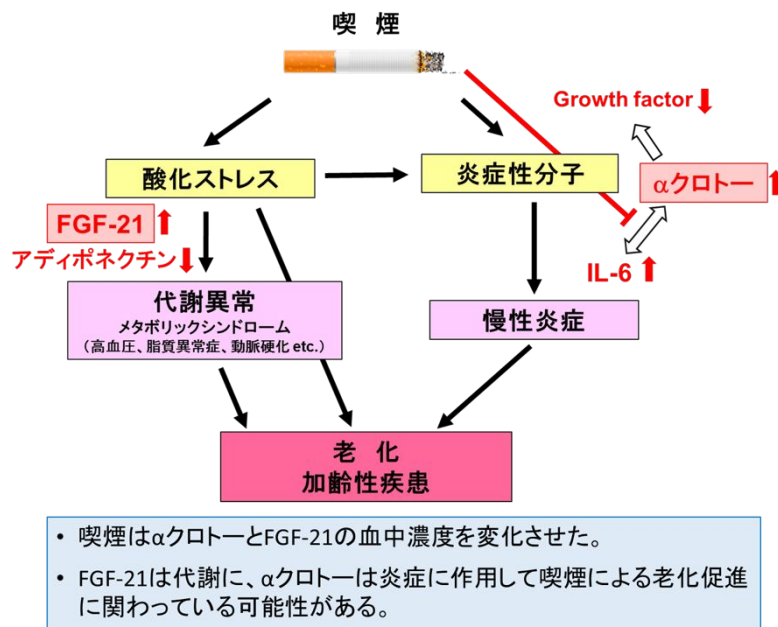 喫 煙
Growth factor ⬇
酸化ストレス
炎症性分子
αクロトー ⬆
FGF-21 ⬆
アディポネクチン ⬇
IL-6 ⬆
代謝異常
メタボリックシンドローム
（高血圧、脂質異常症、動脈硬化 etc.）
慢性炎症
老 化
加齢性疾患
• 喫煙はαクロトーとFGF-21の血中濃度を変化させた。
• FGF-21は代謝に、αクロトーは炎症に作用して喫煙による老化促進
に関わっている可能性がある。